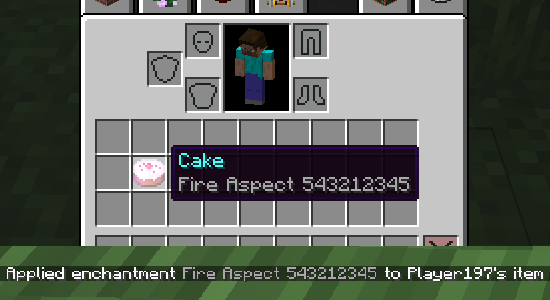 Cake
Fire Aspect 543212345
Applied enchantment Fire Aspect 543212345 to Player197's item